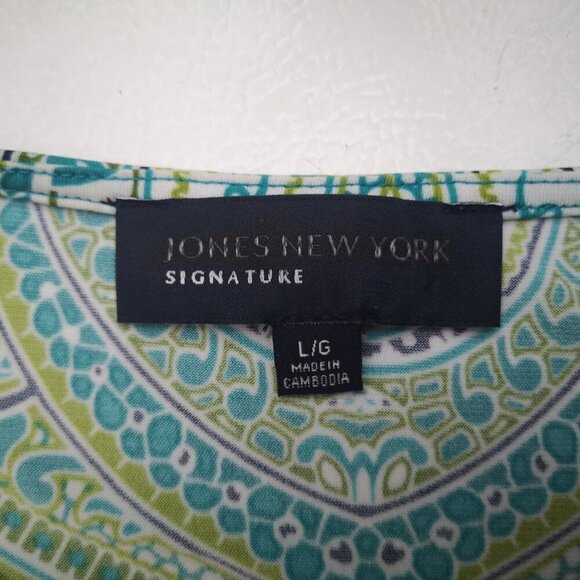 JONES NEW YORK
SIGNATURE
L/G
MADE IN
CAMBODIA